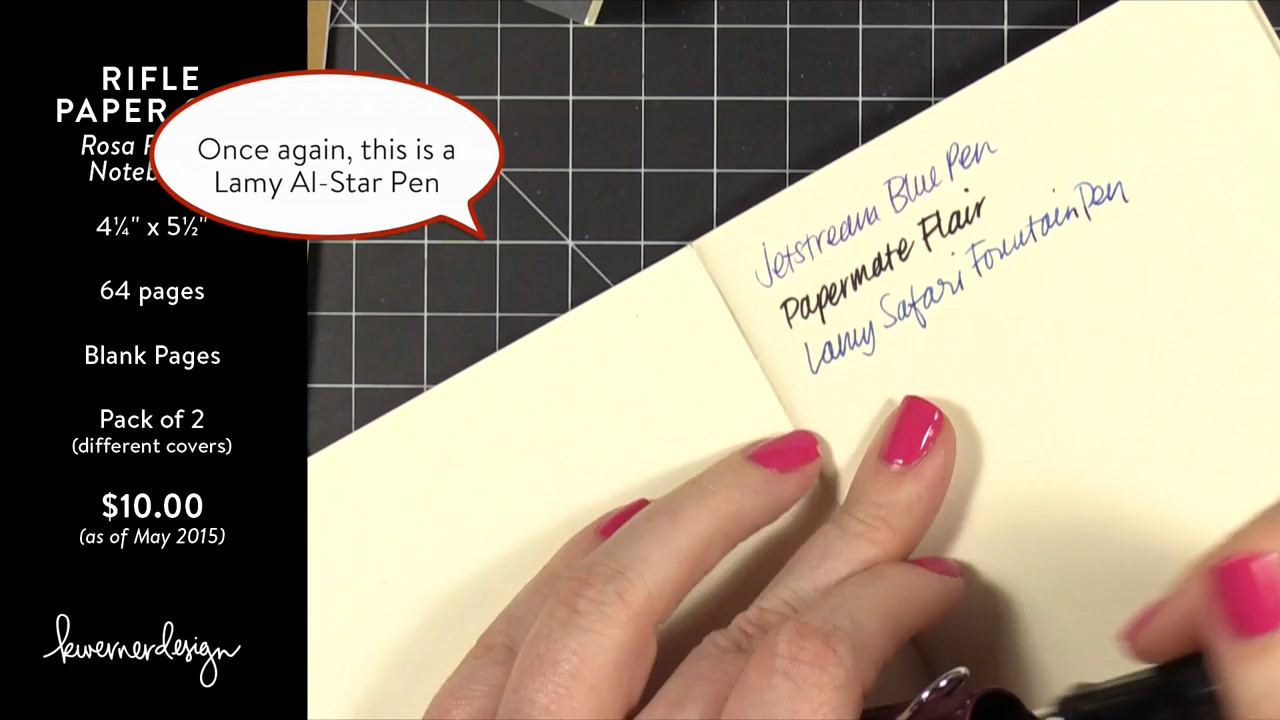 RIFLE
PAPER
Rosa
Noteb
4¼" x 5½"
64 pages
Blank Pages
Pack of 2
(different covers)
$10.00
(as of May 2015)
kwernerdesign
Once again, this is a
Lamy Al-Star Pen
Jetstream Blue Pen
Papermate Flair
Lamy Safari Fountain Pen